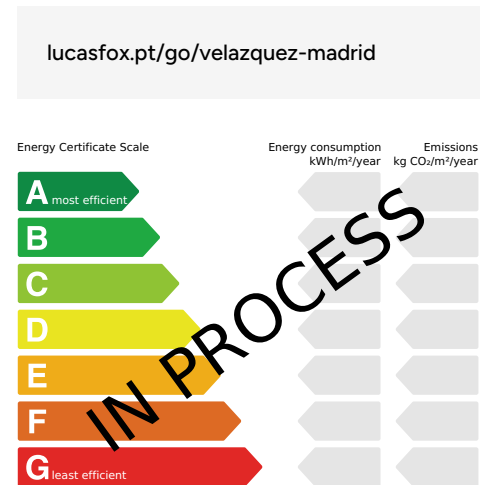 lucasfox.pt/go/velazquez-madrid
Energy Certificate Scale
Energy consumption
kWh/m²/year
Emissions
kg CO₂/m²/year
A most efficient
B
C
D
E
F
G least efficient
IN PROCESS